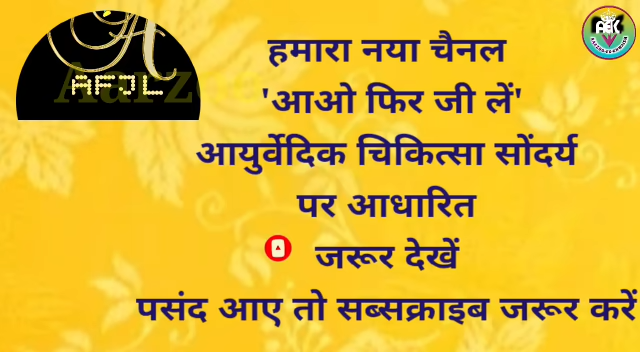 AFJL
हमारा नया चैनल
'आओ फिर जी लें'
आयुर्वेदिक चिकित्सा सोंदर्य
पर आधारित
जरूर देखें
पसंद आए तो सब्सक्राइब जरूर करें